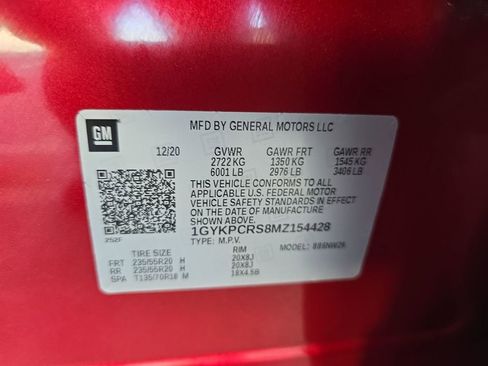 GM
MFD BY GENERAL MOTORS LLC
12/20 GVWR GAWR FRT GAWR RR
2722 KG 1350 KG 1545 KG
6001 LB 2976 LB 3406 LB
THIS VEHICLE CONFORMS TO ALL
APPLICABLE U.S. FEDERAL MOTOR
VEHICLE SAFETY STANDARDS IN EFFECT
ON THE DATE OF MANUFACTURE SHOWN ABOVE.
1GYKPCRS8MZ154428
TYPE: M.P.V. MODEL:
TIRE SIZE RIM
FRT 235/55R20 H 20X8J
RR 235/55R20 H 20X8J
SPA T135/70R18 M 18X4.5B